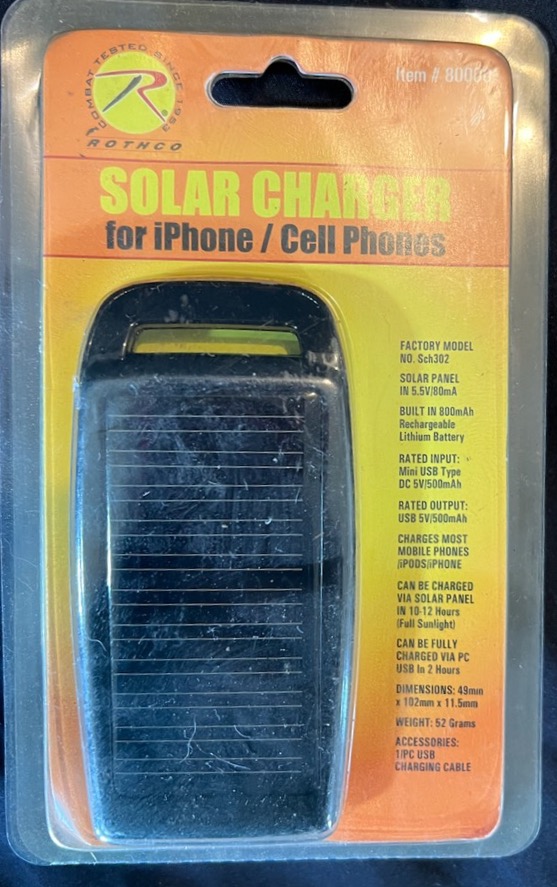 COMBAT TESTED SINCE 1953
R
ROTHCO
Item # 80000
SOLAR CHARGER
for iPhone / Cell Phones
FACTORY MODEL
NO. Sch302
SOLAR PANEL
IN 5.5V/80mA
BUILT IN 800mAh
Rechargeable
Lithium Battery
RATED INPUT:
Mini USB Type
DC 5V/500mAh
RATED OUTPUT:
USB 5V/500mAh
CHARGES MOST
MOBILE PHONES
/iPODS/iPHONE
CAN BE CHARGED
VIA SOLAR PANEL
IN 10-12 Hours
(Full Sunlight)
CAN BE FULLY
CHARGED VIA PC
USB In 2 Hours
DIMENSIONS: 49mm
x 102mm x 11.5mm
WEIGHT: 52 Grams
ACCESSORIES:
1/PC USB
CHARGING CABLE